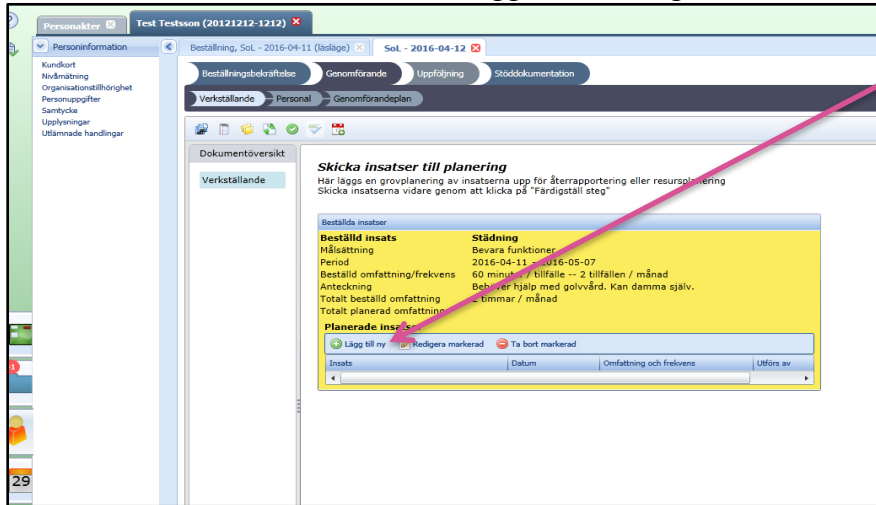 Personakter
Test Testsson (20121212-1212)
Personinformation
Kundkort
Nivåmätning
Organisationstillhörighet
Personuppgifter
Samtycke
Upplysningar
Utlämnade handlingar
Beställning, SoL - 2016-04-11 (läsläge)
SoL - 2016-04-12
Beställningsbekräftelse
Genomförande
Uppföljning
Stöddokumentation
Verkställande
Personal
Genomförandeplan
Dokumentöversikt
Verkställande
Skicka insatser till planering
Här läggs en grovplanering av insatserna upp för återrapportering eller resursplanering
Skicka insatserna vidare genom att klicka på "Färdigställ steg"
Beställda insatser
Beställd insats Städning
Målsättning Bevara funktioner
Period 2016-04-11 - 2016-05-07
Beställd omfattning/frekvens 60 minuter / tillfälle -- 2 tillfällen / månad
Anteckning Behöver hjälp med golvvård. Kan damma själv.
Totalt beställd omfattning 2 timmar / månad
Totalt planerad omfattning
Planerade insatser
Lägg till ny Redigera markerad Ta bort markerad
Insats Datum Omfattning och frekvens Utförs av
29